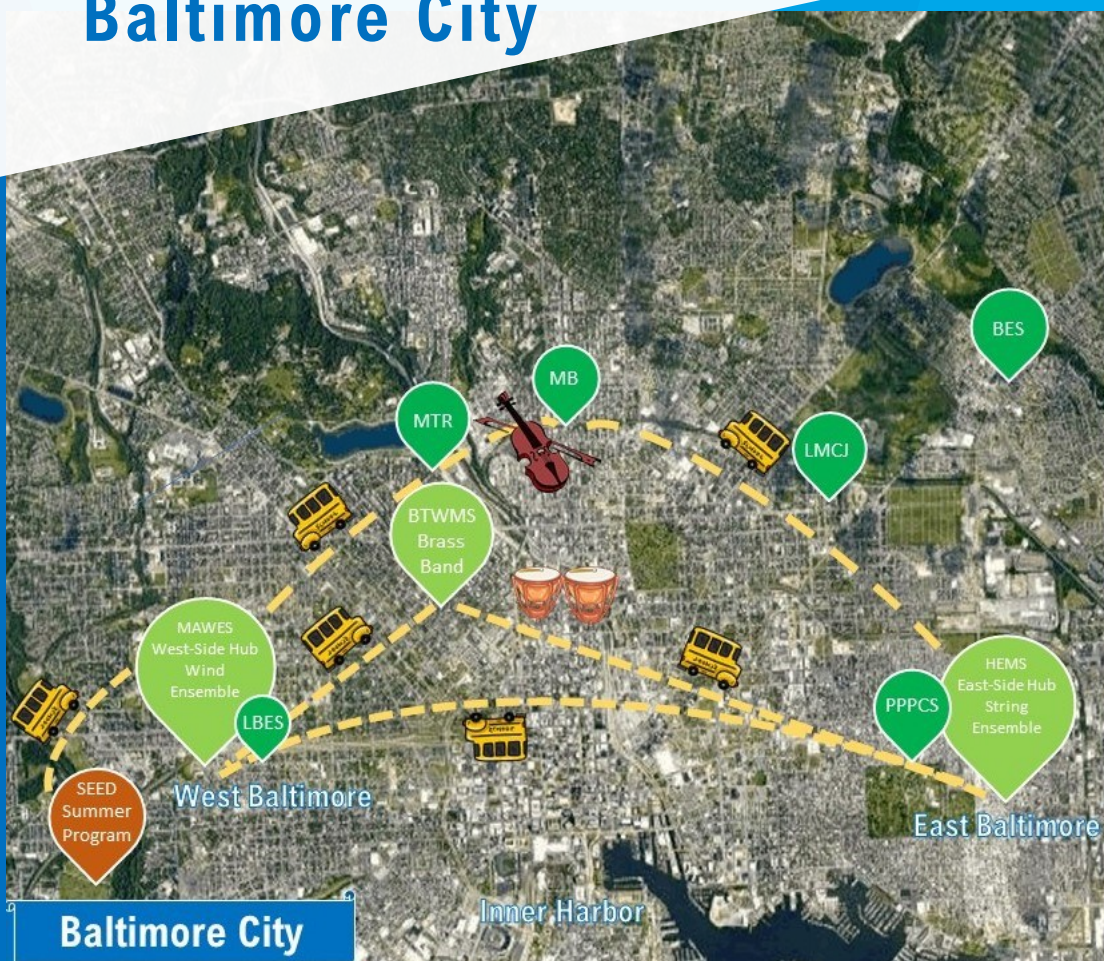 Baltimore City
BES
MB
MTR
LMCJ
BTWMS
Brass
Band
MAWES
West-Side Hub
Wind
Ensemble
HEMS
East-Side Hub
String
Ensemble
PPPCS
LBES
SEED
Summer
Program
West Baltimore
East Baltimore
Inner Harbor
Baltimore City